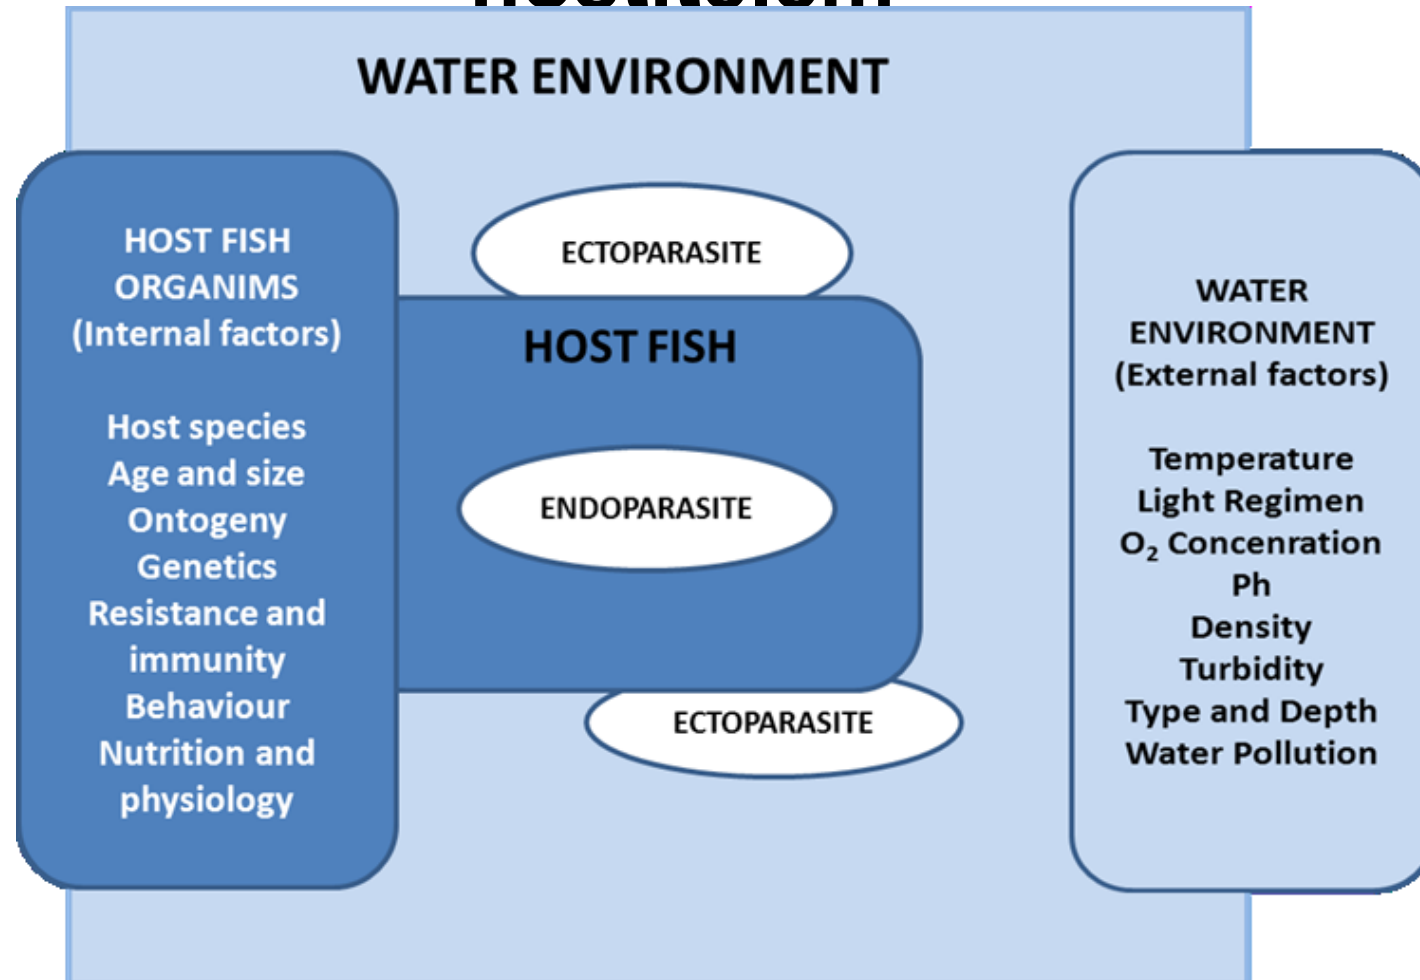 WATER ENVIRONMENT
HOST FISH
ORGANIMS
(Internal factors)
Host species
Age and size
Ontogeny
Genetics
Resistance and
immunity
Behaviour
Nutrition and
physiology
ECTOPARASITE
HOST FISH
ENDOPARASITE
ECTOPARASITE
WATER
ENVIRONMENT
(External factors)
Temperature
Light Regimen
O₂ Concenration
Ph
Density
Turbidity
Type and Depth
Water Pollution